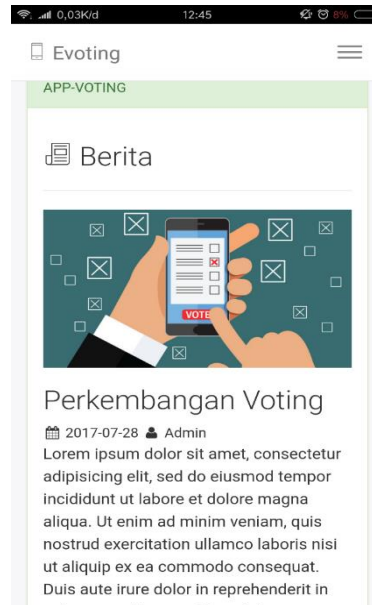 0,03K/d 12:45 8%
Evoting
APP-VOTING
Berita
VOTE
Perkembangan Voting
2017-07-28 Admin
Lorem ipsum dolor sit amet, consectetur
adipisicing elit, sed do eiusmod tempor
incididunt ut labore et dolore magna
aliqua. Ut enim ad minim veniam, quis
nostrud exercitation ullamco laboris nisi
ut aliquip ex ea commodo consequat.
Duis aute irure dolor in reprehenderit in